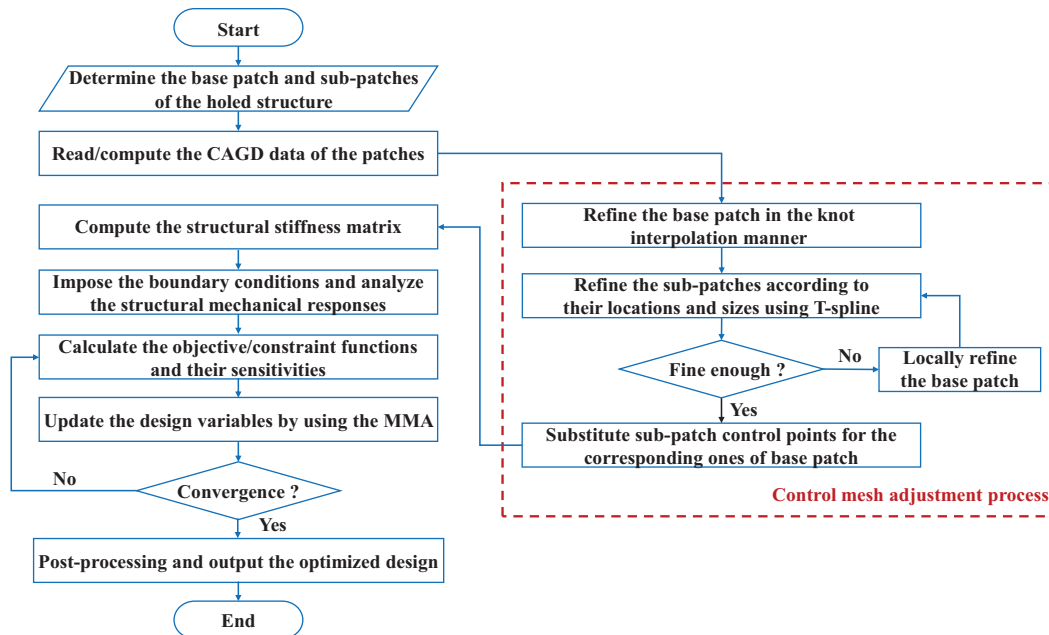 Start
Determine the base patch and sub-patches
of the holed structure
Read/compute the CAGD data of the patches
Refine the base patch in the knot
interpolation manner
Refine the sub-patches according to
their locations and sizes using T-spline
Fine enough ?
No
Locally refine
the base patch
Yes
Substitute sub-patch control points for the
corresponding ones of base patch
Control mesh adjustment process
Compute the structural stiffness matrix
Impose the boundary conditions and analyze
the structural mechanical responses
Calculate the objective/constraint functions
and their sensitivities
Update the design variables by using the MMA
Convergence ?
No
Yes
Post-processing and output the optimized design
End